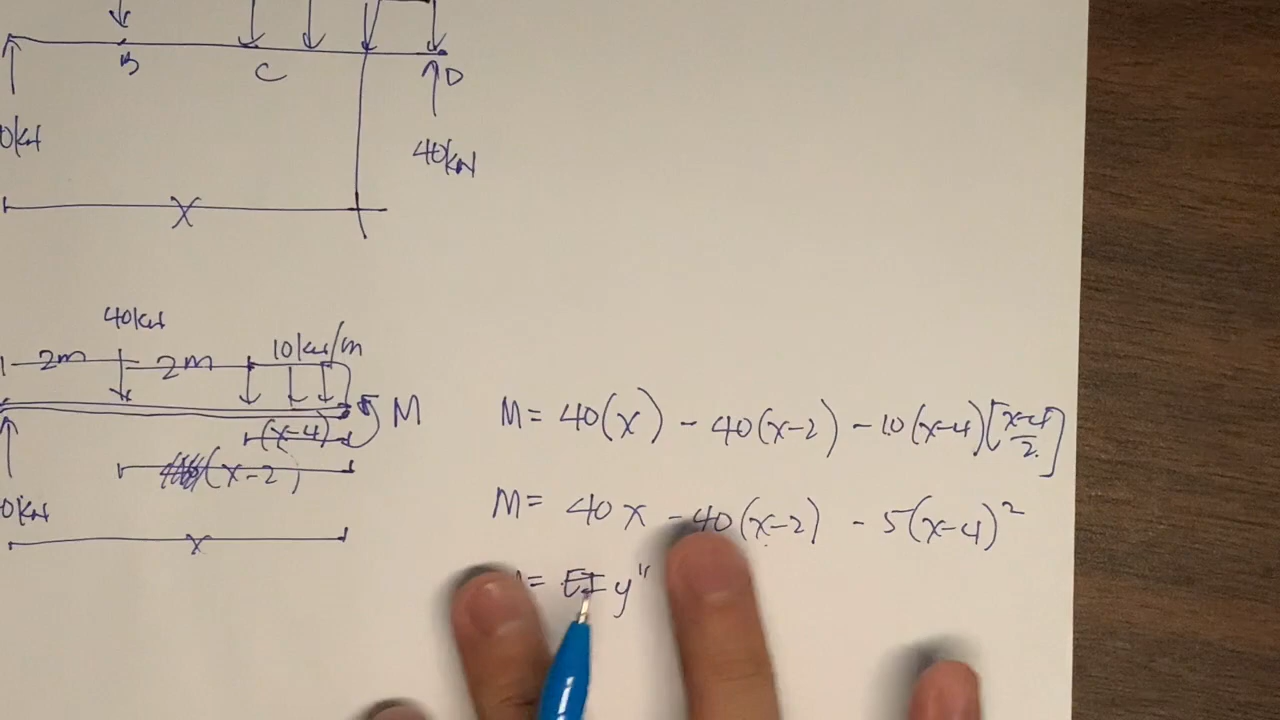 B
C
D
0kN
40kN
x
40kN
2m
2m
10kN/m
M
(x-4)
(x-2)
0kN
x
M= 40(x) - 40(x-2) - 10(x-4)[x-4/2]
M= 40x - 40(x-2) - 5(x-4)²
= EI y"